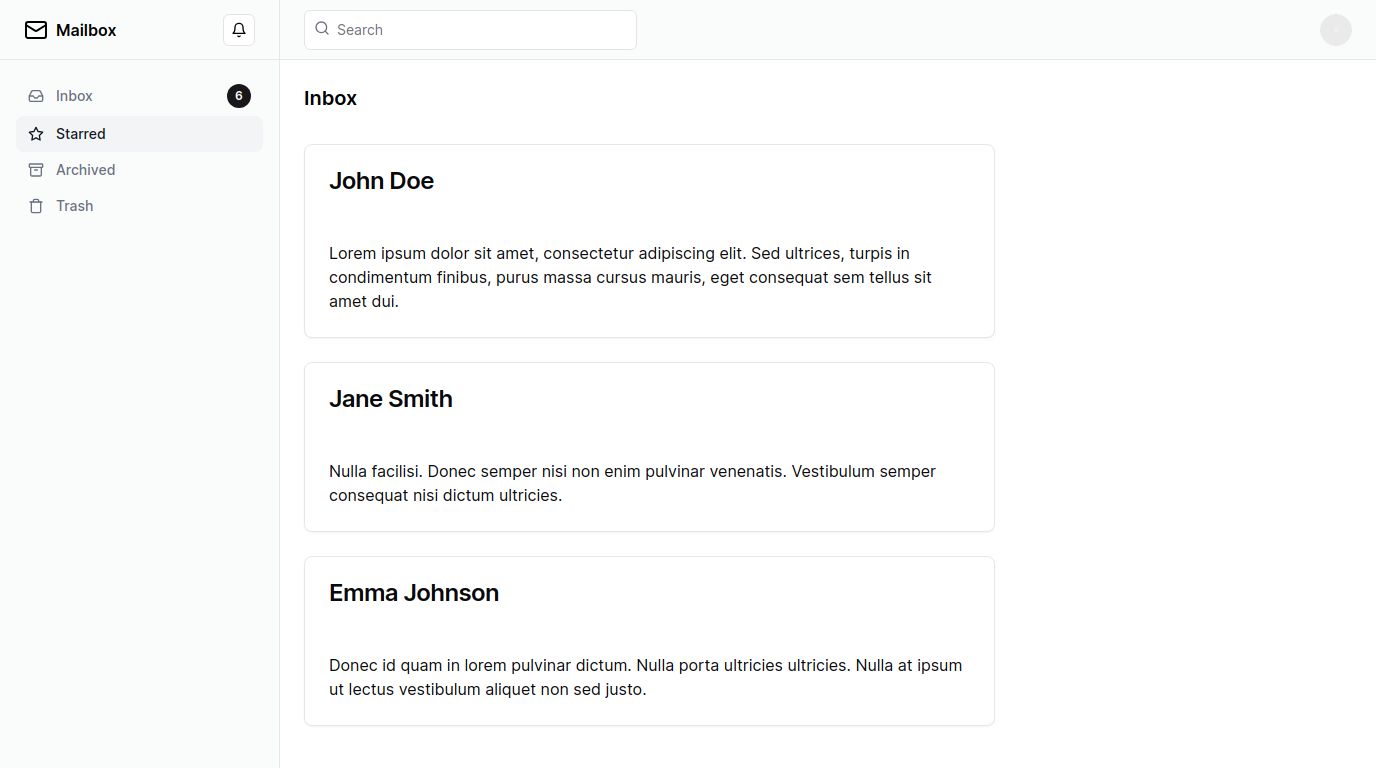 Mailbox
Search
Inbox
6
Starred
Archived
Trash
Inbox
John Doe
Lorem ipsum dolor sit amet, consectetur adipiscing elit. Sed ultrices, turpis in
condimentum finibus, purus massa cursus mauris, eget consequat sem tellus sit
amet dui.
Jane Smith
Nulla facilisi. Donec semper nisi non enim pulvinar venenatis. Vestibulum semper
consequat nisi dictum ultricies.
Emma Johnson
Donec id quam in lorem pulvinar dictum. Nulla porta ultricies ultricies. Nulla at ipsum
ut lectus vestibulum aliquet non sed justo.